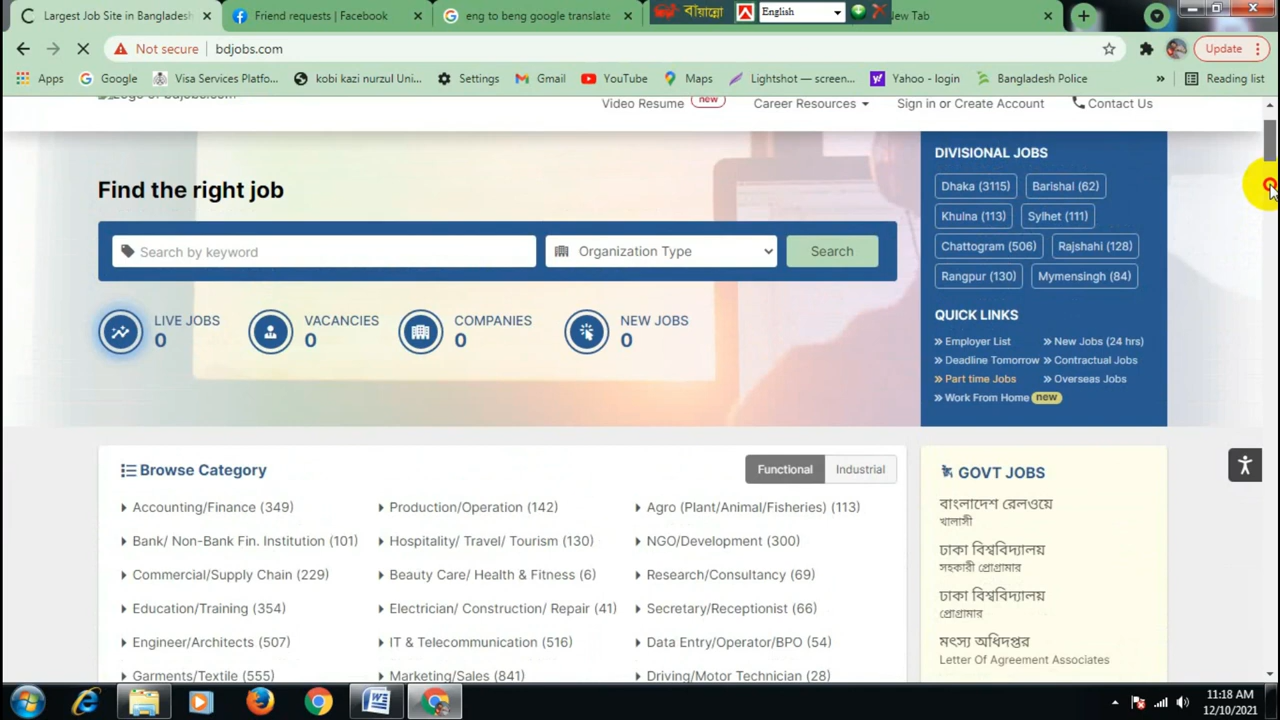 Largest Job Site in Bangladesh
Friend requests | Facebook
eng to beng google translate
বায়ান্নো
English
New Tab
Not secure
bdjobs.com
Update
Apps
Google
Visa Services Platfo...
kobi kazi nurzul Uni...
Settings
Gmail
YouTube
Maps
Lightshot — screen...
Yahoo - login
Bangladesh Police
»
Reading list
Logo of bdjobs.com
Video Resume new
Career Resources
Sign in or Create Account
Contact Us
Find the right job
Search by keyword
Organization Type
Search
LIVE JOBS
0
VACANCIES
0
COMPANIES
0
NEW JOBS
0
DIVISIONAL JOBS
Dhaka (3115) Barishal (62)
Khulna (113) Sylhet (111)
Chattogram (506) Rajshahi (128)
Rangpur (130) Mymensingh (84)
QUICK LINKS
» Employer List » New Jobs (24 hrs)
» Deadline Tomorrow » Contractual Jobs
» Part time Jobs » Overseas Jobs
» Work From Home new
Browse Category
Functional Industrial
Accounting/Finance (349) Production/Operation (142) Agro (Plant/Animal/Fisheries) (113)
Bank/ Non-Bank Fin. Institution (101) Hospitality/ Travel/ Tourism (130) NGO/Development (300)
Commercial/Supply Chain (229) Beauty Care/ Health & Fitness (6) Research/Consultancy (69)
Education/Training (354) Electrician/ Construction/ Repair (41) Secretary/Receptionist (66)
Engineer/Architects (507) IT & Telecommunication (516) Data Entry/Operator/BPO (54)
Garments/Textile (555) Marketing/Sales (841) Driving/Motor Technician (28)
GOVT JOBS
বাংলাদেশ রেলওয়ে
খালাসী
ঢাকা বিশ্ববিদ্যালয়
সহকারী প্রোগ্রামার
ঢাকা বিশ্ববিদ্যালয়
প্রোগ্রামার
মৎস্য অধিদপ্তর
Letter Of Agreement Associates
11:18 AM
12/10/2021